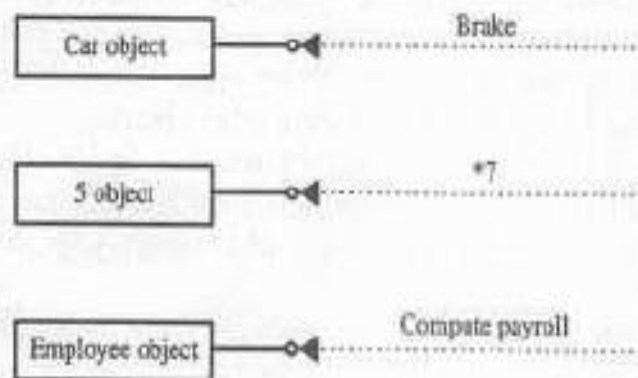 Car object
Brake
5 object
*7
Employee object
Compate payroll